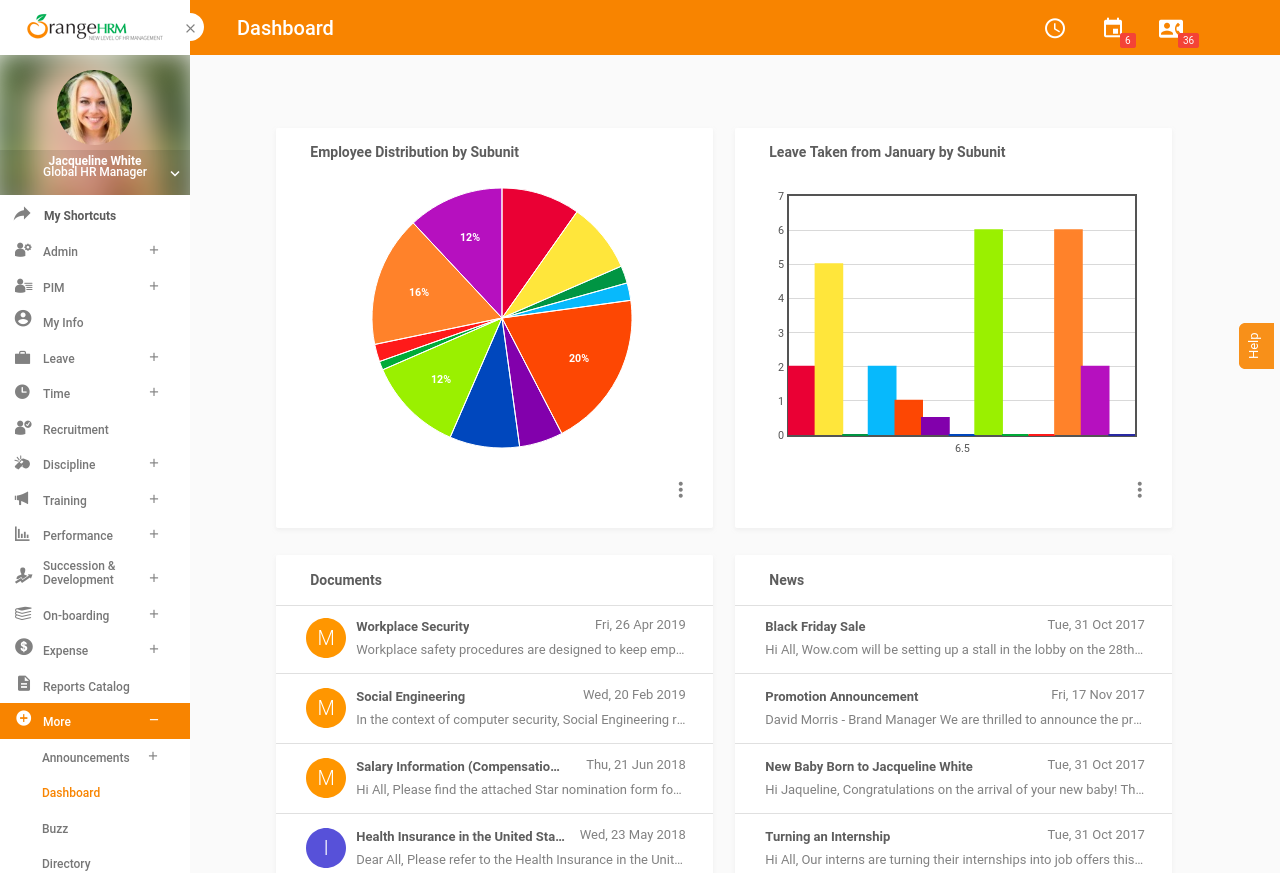 OrangeHRM
NEW LEVEL OF HR MANAGEMENT
Dashboard
6
36
Jacqueline White
Global HR Manager
My Shortcuts
Admin
PIM
My Info
Leave
Time
Recruitment
Discipline
Training
Performance
Succession &
Development
On-boarding
Expense
Reports Catalog
More
Announcements
Dashboard
Buzz
Directory
Employee Distribution by Subunit
12%
16%
20%
12%
Leave Taken from January by Subunit
7
6
5
4
3
2
1
0
6.5
Help
Documents
Workplace Security Fri, 26 Apr 2019
Workplace safety procedures are designed to keep emp...
M
Social Engineering Wed, 20 Feb 2019
In the context of computer security, Social Engineering r...
M
Salary Information (Compensatio... Thu, 21 Jun 2018
Hi All, Please find the attached Star nomination form fo...
M
Health Insurance in the United Sta... Wed, 23 May 2018
Dear All, Please refer to the Health Insurance in the Unit...
I
News
Black Friday Sale Tue, 31 Oct 2017
Hi All, Wow.com will be setting up a stall in the lobby on the 28th...
Promotion Announcement Fri, 17 Nov 2017
David Morris - Brand Manager We are thrilled to announce the pr...
New Baby Born to Jacqueline White Tue, 31 Oct 2017
Hi Jaqueline, Congratulations on the arrival of your new baby! Th...
Turning an Internship Tue, 31 Oct 2017
Hi All, Our interns are turning their internships into job offers this...